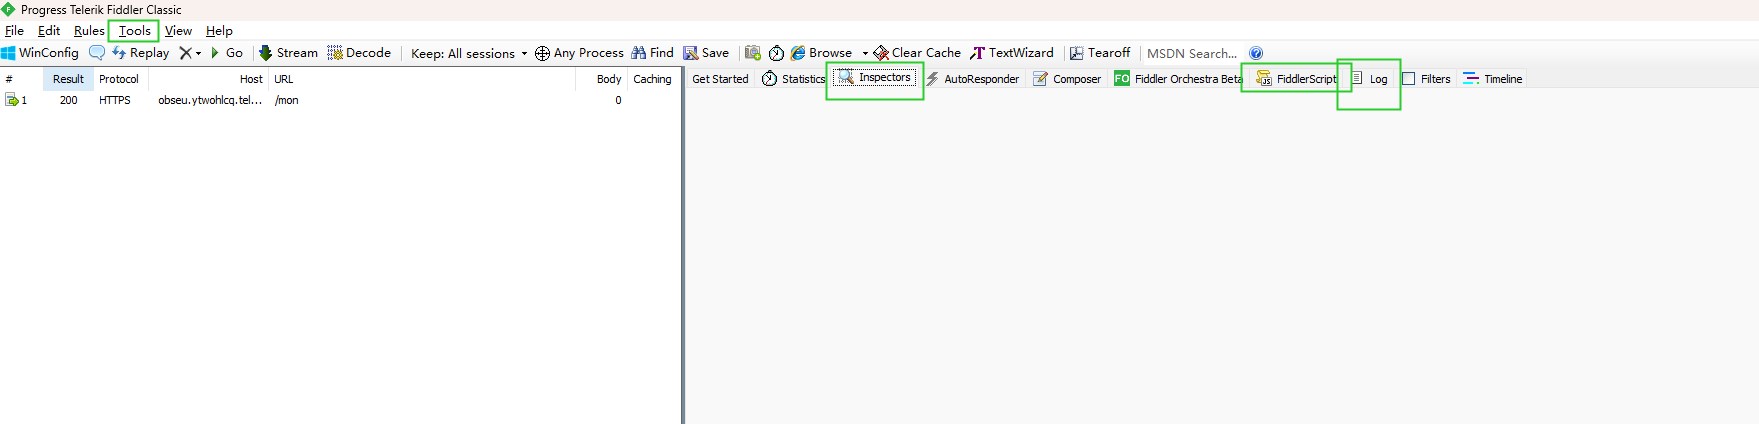 Progress Telerik Fiddler Classic
File Edit Rules Tools View Help
WinConfig Replay Go Stream Decode Keep: All sessions Any Process Find Save Browse Clear Cache TextWizard Tearoff MSDN Search...
# Result Protocol Host URL Body Caching
Get Started Statistics Inspectors AutoResponder Composer FO Fiddler Orchestra Beta FiddlerScript Log Filters Timeline
1 200 HTTPS obseu.ytwohlcq.tel... /mon 0